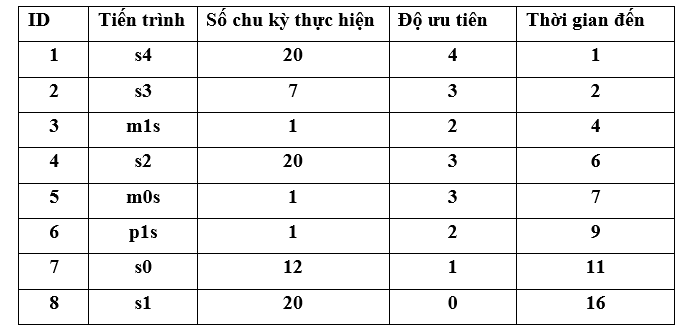 ID Tiến trình Số chu kỳ thực hiện Độ ưu tiên Thời gian đến
1 s4 20 4 1
2 s3 7 3 2
3 m1s 1 2 4
4 s2 20 3 6
5 m0s 1 3 7
6 p1s 1 2 9
7 s0 12 1 11
8 s1 20 0 16